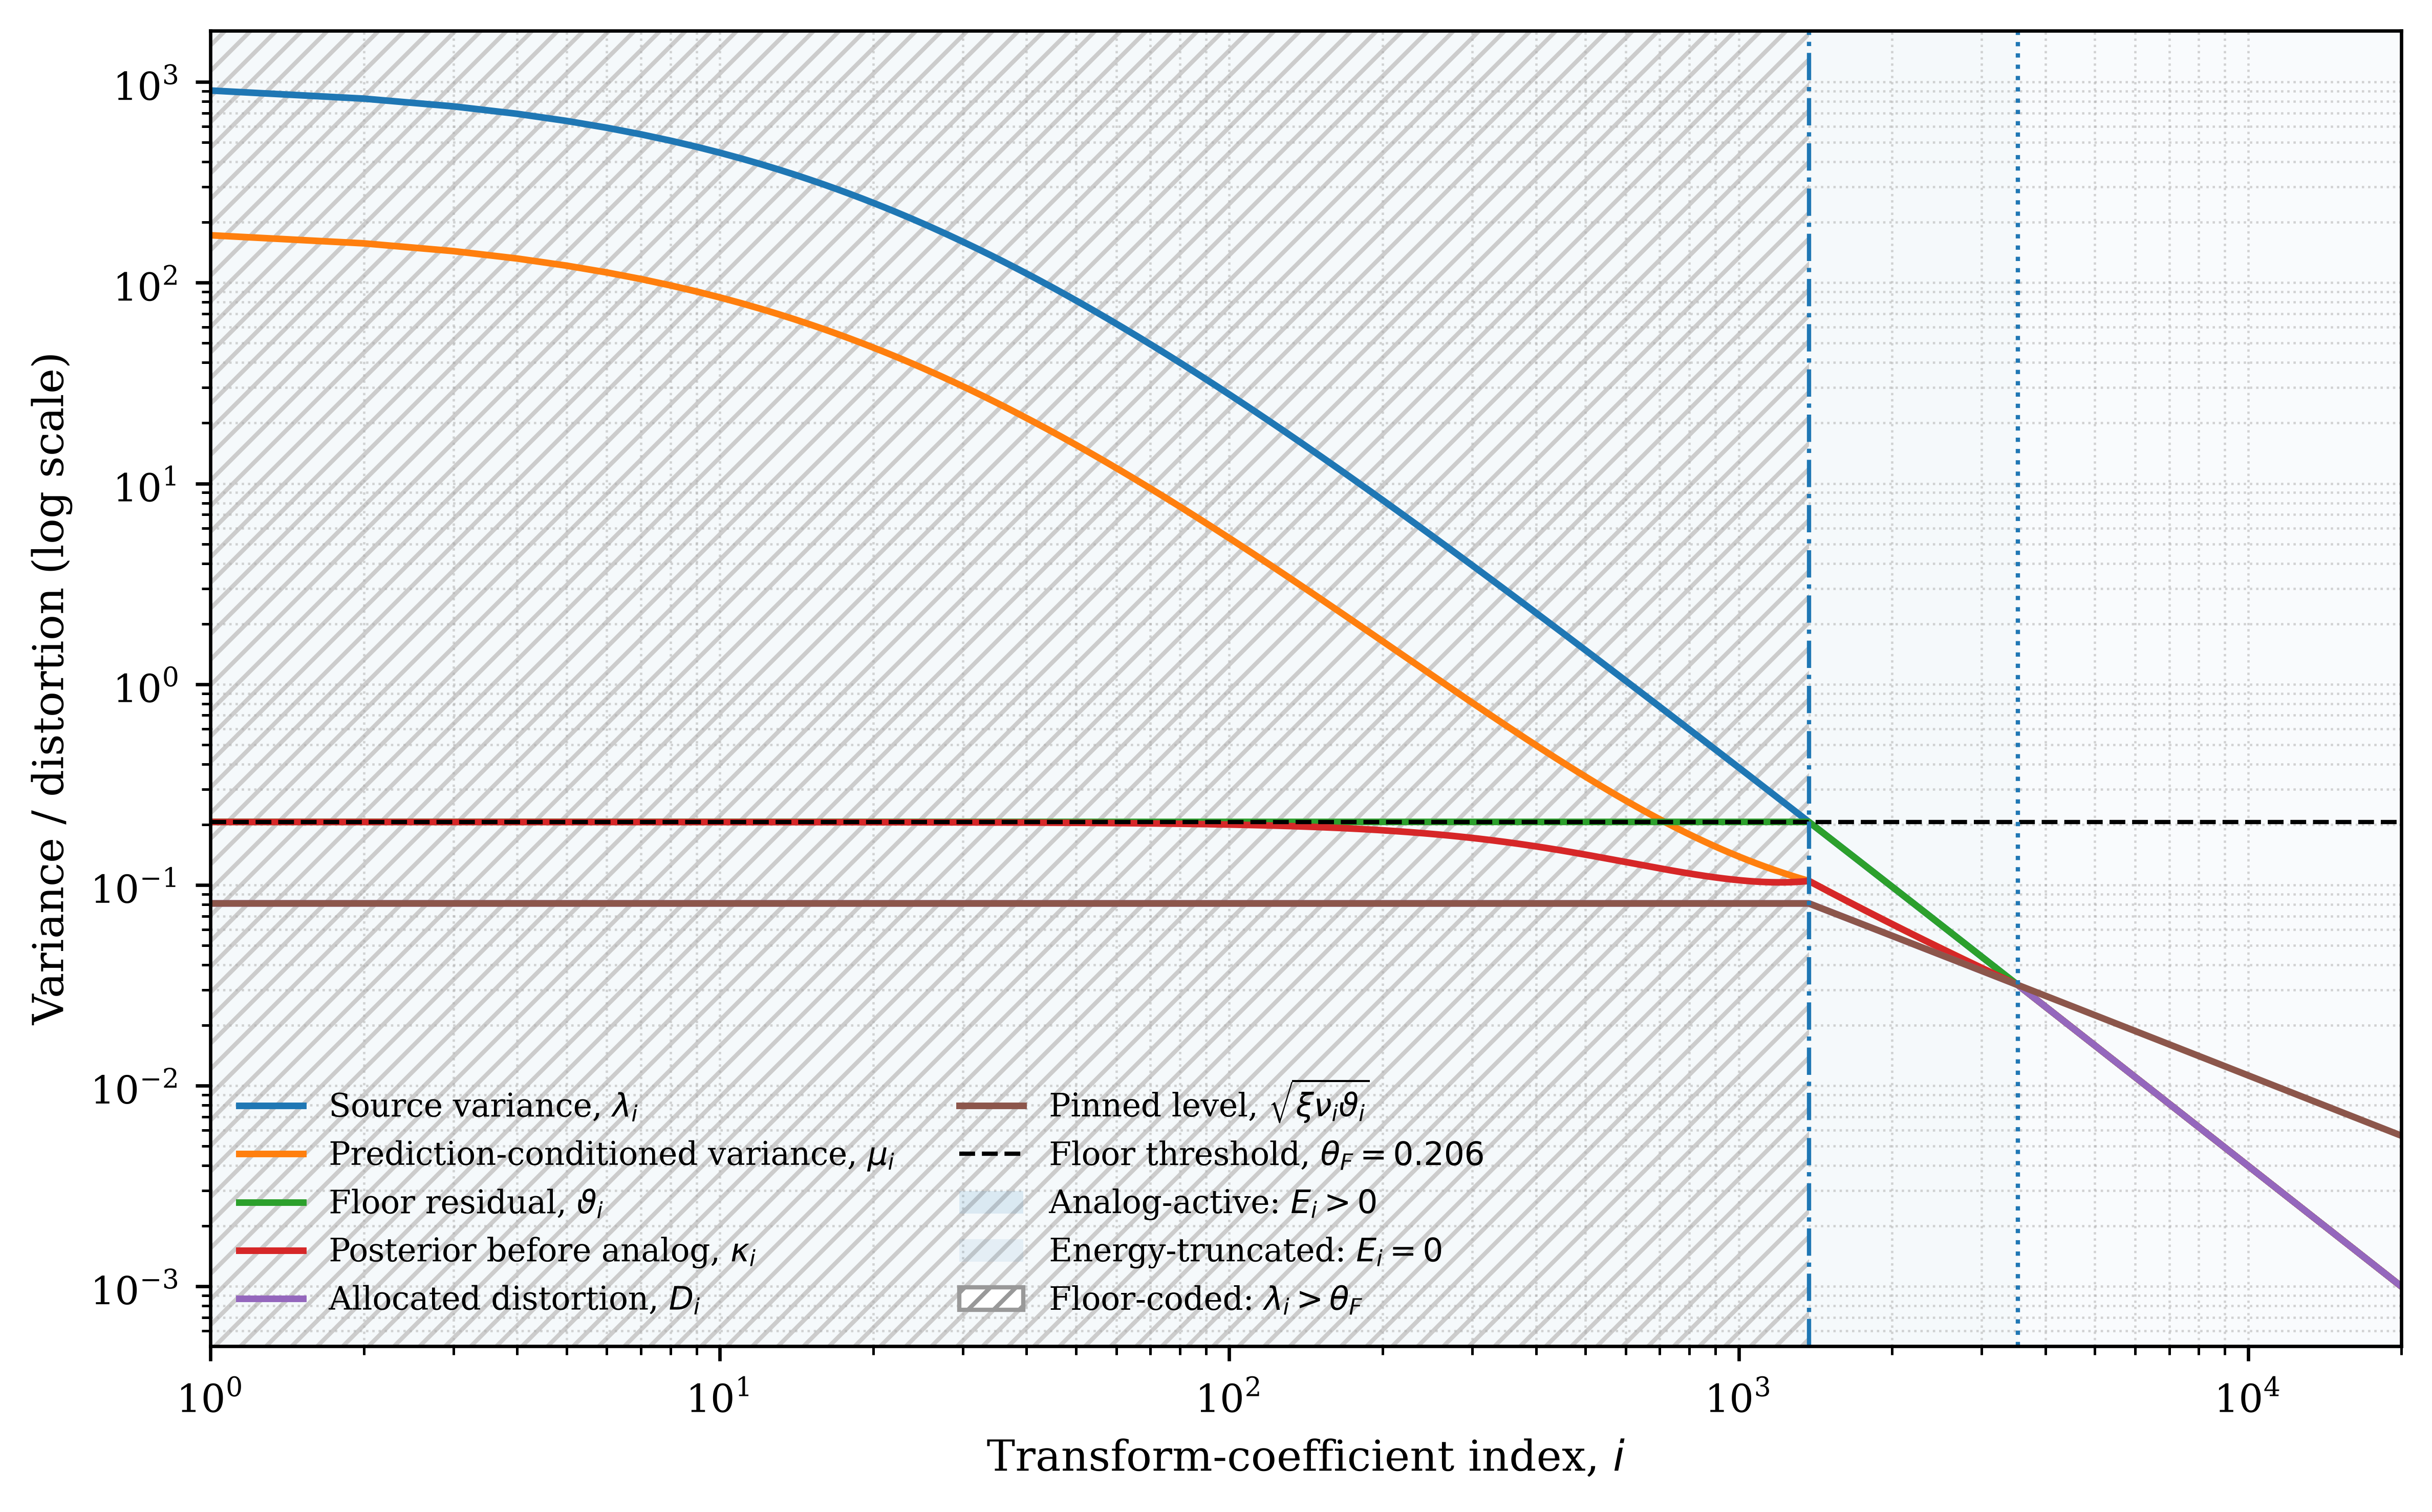 Variance / distortion (log scale)
10³
10²
10¹
10⁰
10⁻¹
10⁻²
10⁻³
Source variance, λᵢ
Prediction-conditioned variance, μᵢ
Floor residual, ϑᵢ
Posterior before analog, κᵢ
Allocated distortion, Dᵢ
Pinned level, √ξνᵢϑᵢ
Floor threshold, θ_F = 0.206
Analog-active: Eᵢ > 0
Energy-truncated: Eᵢ = 0
Floor-coded: λᵢ > θ_F
10⁰ 10¹ 10² 10³ 10⁴
Transform-coefficient index, i